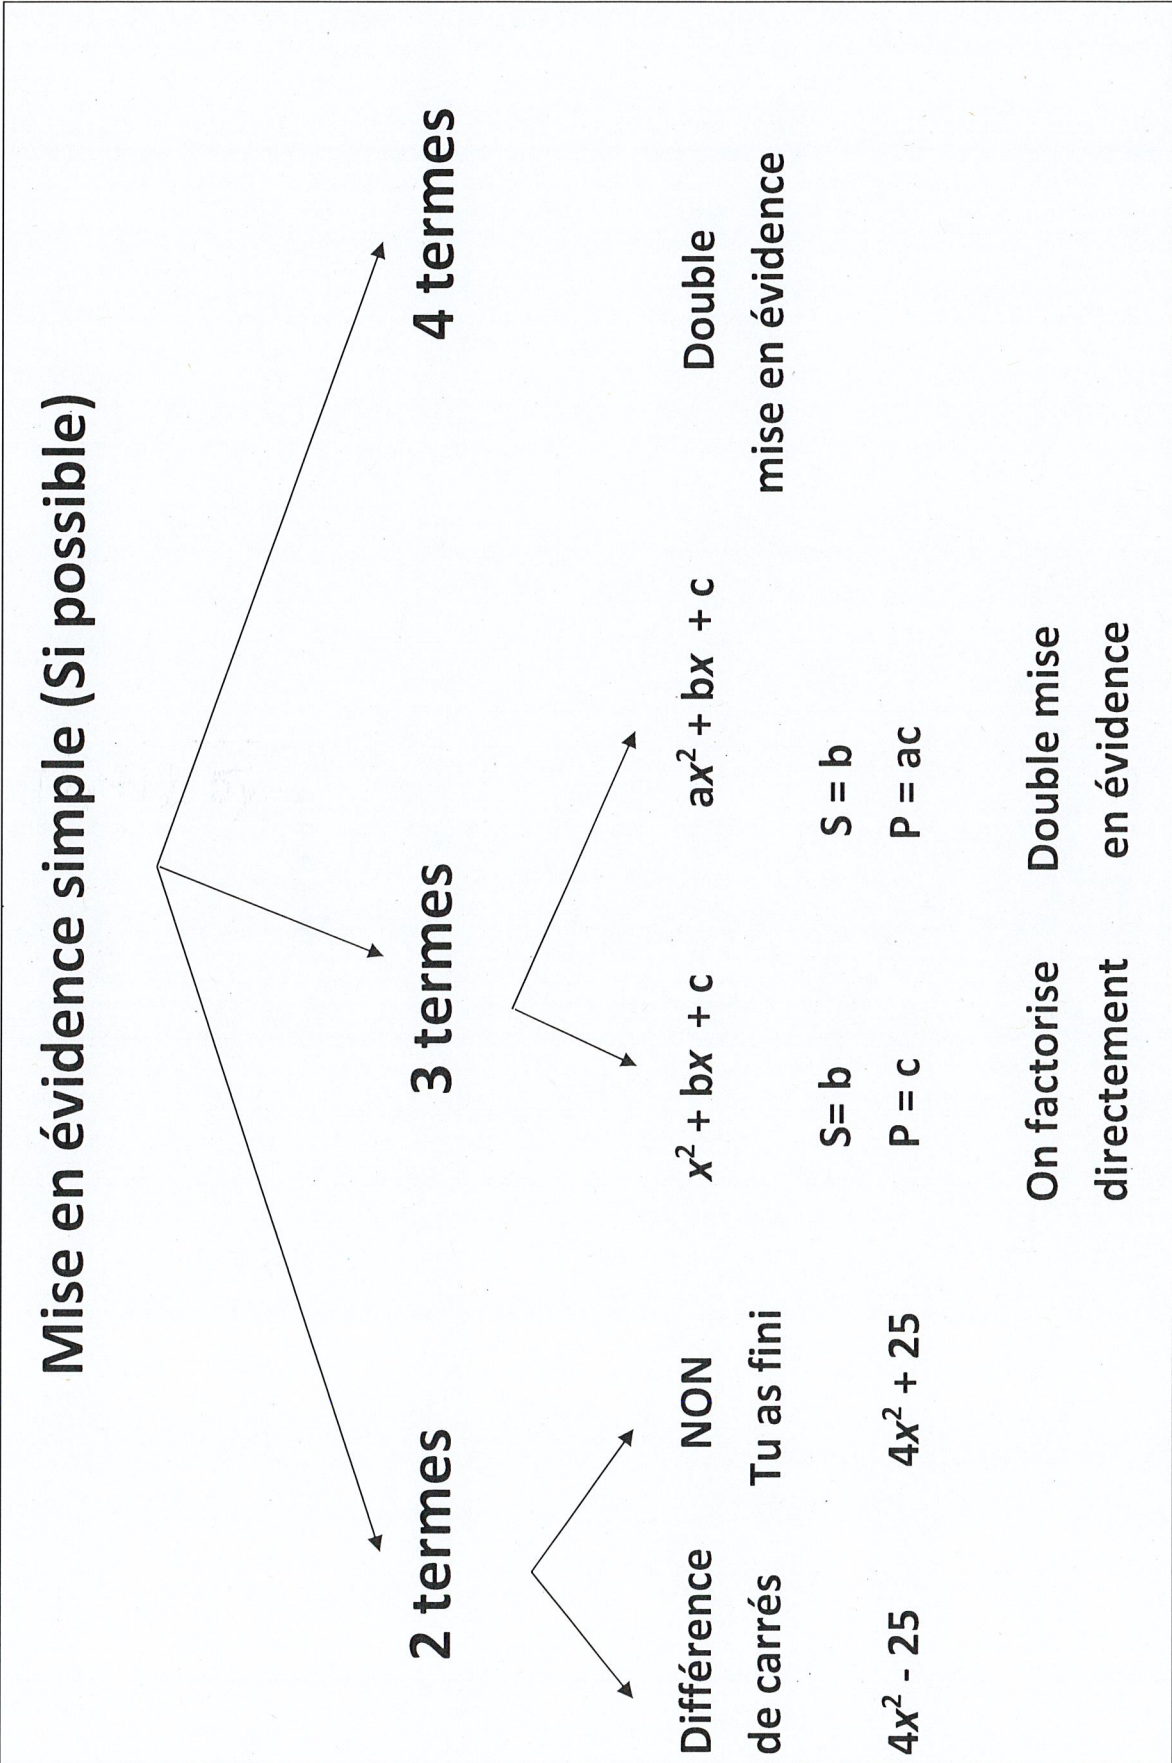 Mise en évidence simple (Si possible)
2 termes
3 termes
4 termes
Différence
de carrés
4x² - 25
NON
Tu as fini
4x² + 25
x² + bx + c
S= b
P = c
On factorise
directement
ax² + bx + c
S = b
P = ac
Double mise
en évidence
Double
mise en évidence